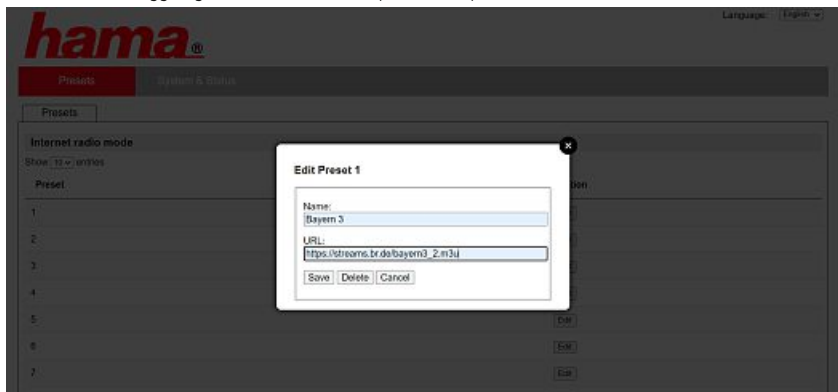 Language: English
hama®
Presets System & Status
Presets
Internet radio mode
Show 10 entries
Preset
1
2
3
4
5 Edit
6 Edit
7 Edit
Edit Preset 1
Name:
Bayern 3
URL:
https://streams.br.de/bayern3_2.m3u
Save Delete Cancel